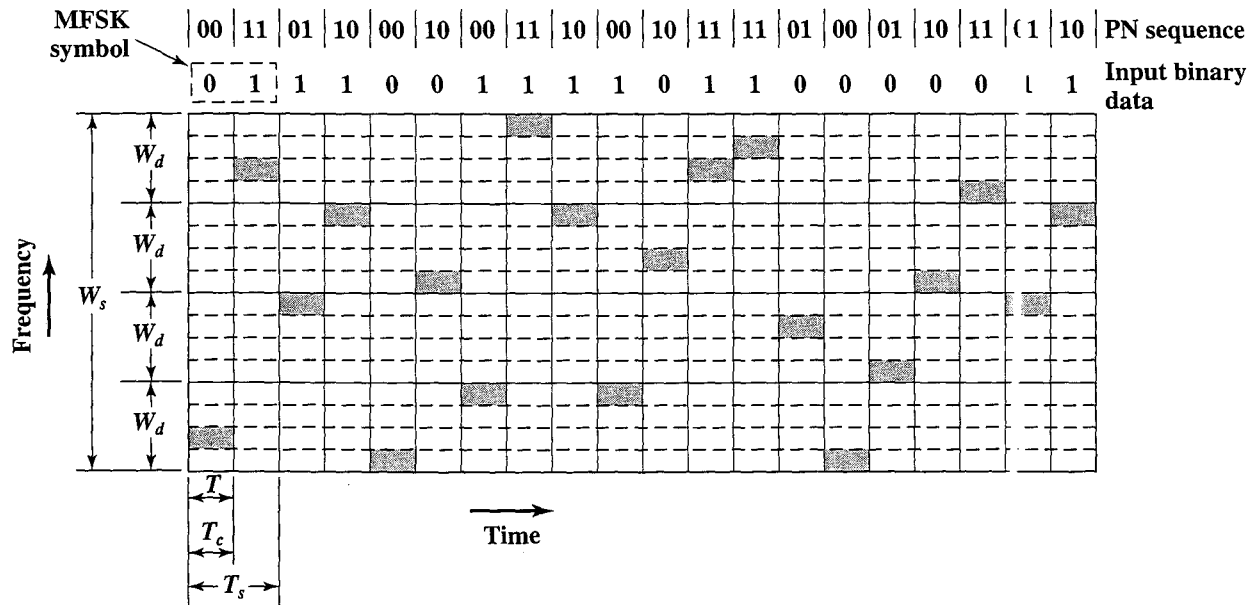 MFSK symbol
00 11 01 10 00 10 00 11 10 00 10 11 11 01 00 01 10 11 1 10 PN sequence
0 1 1 1 0 0 1 1 1 1 0 1 1 0 0 0 0 0 1 Input binary data
Frequency
W_s
W_d
W_d
W_d
W_d
T
T_c
T_s
Time